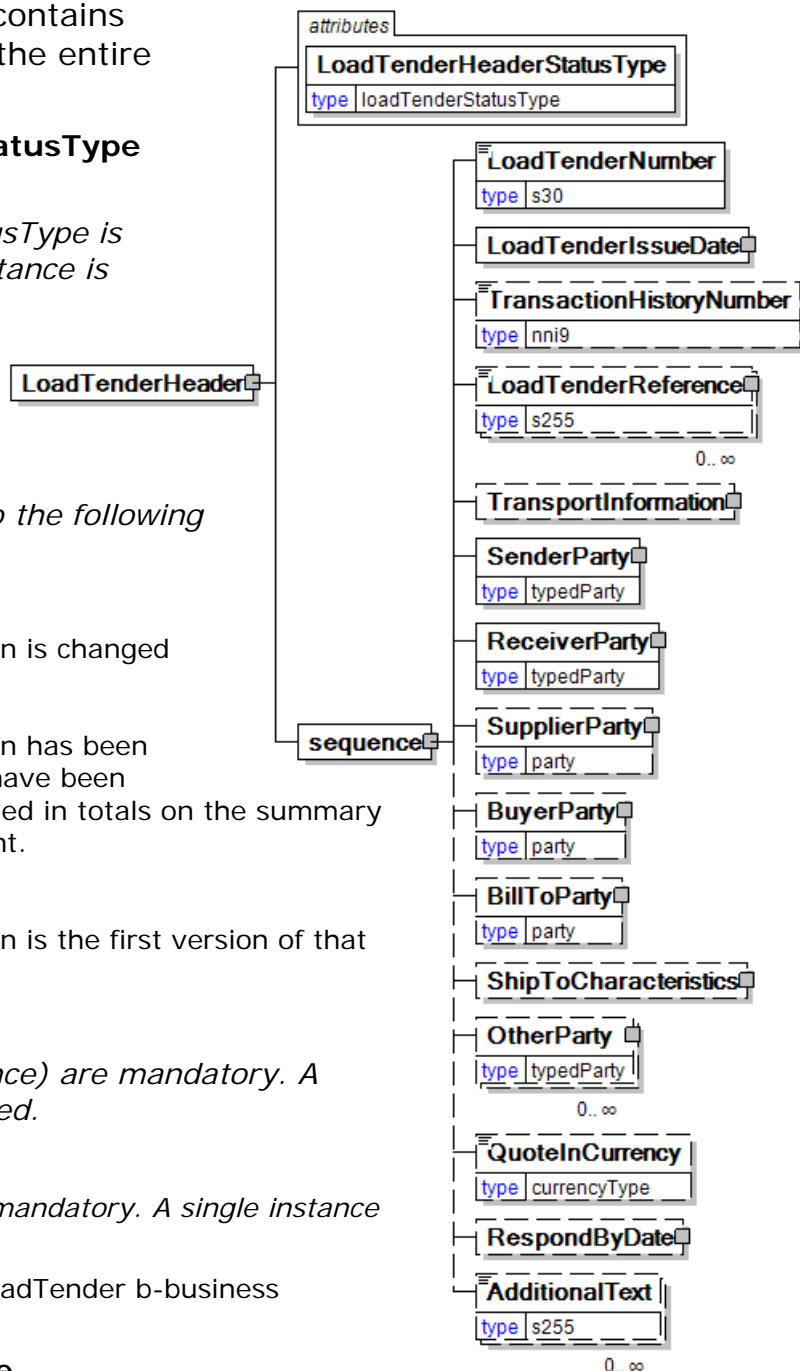 contains
the entire
atusType
usType is
tance is
o the following
n is changed
n has been
have been
ed in totals on the summary
nt.
n is the first version of that
nce) are mandatory. A
ed.
mandatory. A single instance
adTender b-business
attributes
LoadTenderHeaderStatusType
type loadTenderStatusType
LoadTenderHeader
sequence
LoadTenderNumber
type s30
LoadTenderIssueDate
TransactionHistoryNumber
type nni9
LoadTenderReference
type s255
0.. ∞
TransportInformation
SenderParty
type typedParty
ReceiverParty
type typedParty
SupplierParty
type party
BuyerParty
type party
BillToParty
type party
ShipToCharacteristics
OtherParty
type typedParty
0.. ∞
QuoteInCurrency
type currencyType
RespondByDate
AdditionalText
type s255
0.. ∞